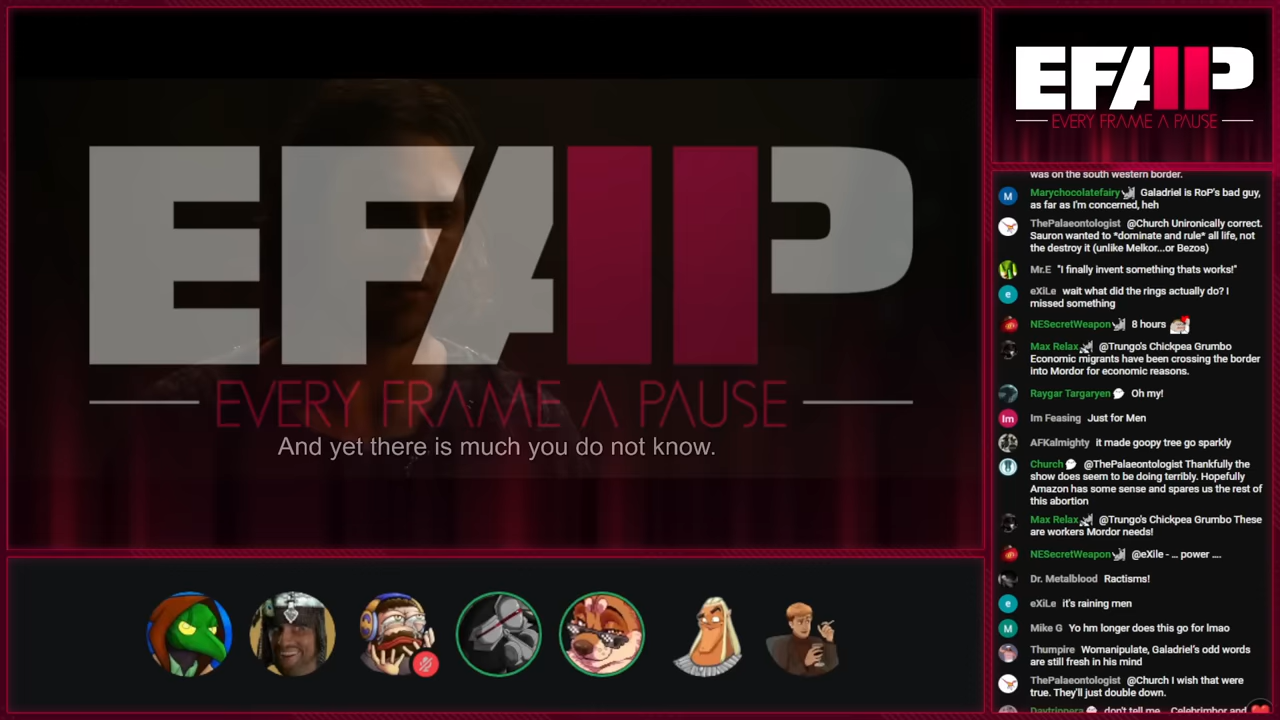 EFAP
EVERY FRAME A PAUSE
And yet there is much you do not know.
EFAP
EVERY FRAME A PAUSE
was on the south western border.
M
Marychocolatefairy Galadriel is RoP's bad guy,
as far as I'm concerned, heh
ThePalaeontologist @Church Unironically correct.
Sauron wanted to *dominate and rule* all life, not
the destroy it (unlike Melkor...or Bezos)
Mr.E "I finally invent something thats works!"
e
eXiLe wait what did the rings actually do? I
missed something
NESecretWeapon 8 hours
Max Relax @Trungo's Chickpea Grumbo
Economic migrants have been crossing the border
into Mordor for economic reasons.
Raygar Targaryen Oh my!
Im
Im Feasing Just for Men
AFKalmighty it made goopy tree go sparkly
Church @ThePalaeontologist Thankfully the
show does seem to be doing terribly. Hopefully
Amazon has some sense and spares us the rest of
this abortion
Max Relax @Trungo's Chickpea Grumbo These
are workers Mordor needs!
NESecretWeapon @eXile - ... power ....
Dr. Metalblood Ractisms!
e
eXiLe it's raining men
M
Mike G Yo hm longer does this go for lmao
Thumpire Womanipulate, Galadriel's odd words
are still fresh in his mind
ThePalaeontologist @Church I wish that were
true. They'll just double down.
Daytrippera don't tell me... Celebrimbor and